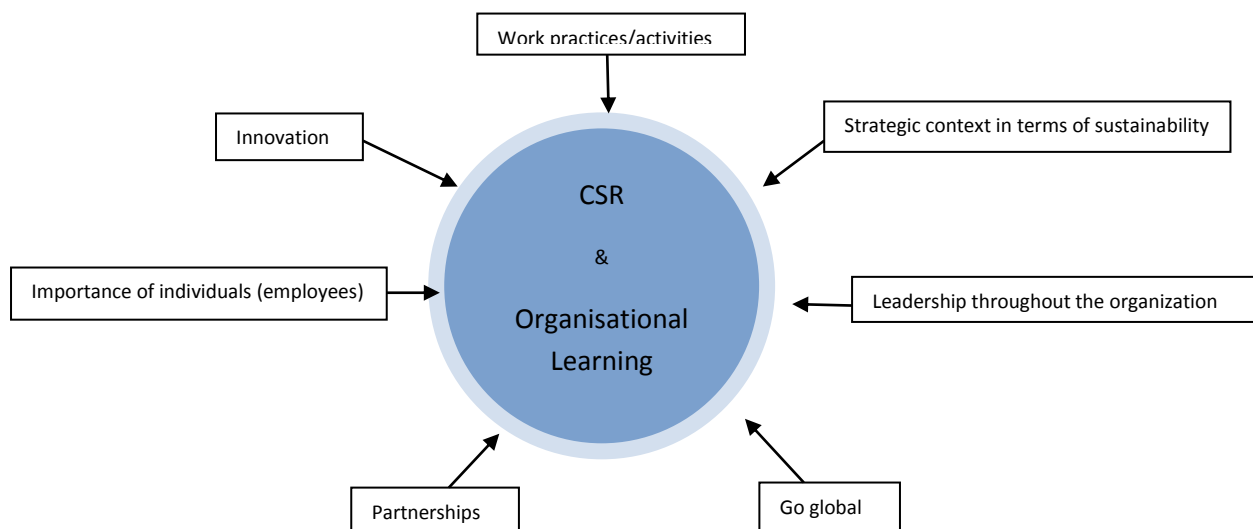 Work practices/activities
Innovation
Strategic context in terms of sustainability
CSR
&
Organisational
Learning
Importance of individuals (employees)
Leadership throughout the organization
Partnerships
Go global